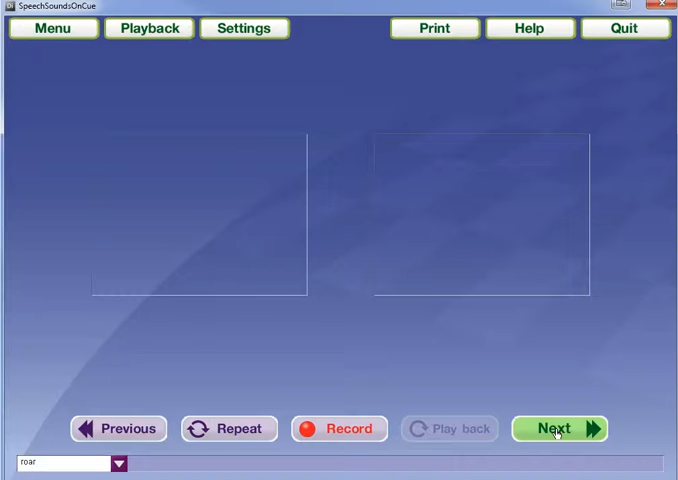 SpeechSoundsOnCue
Menu Playback Settings Print Help Quit
Previous Repeat Record Play back Next
roar